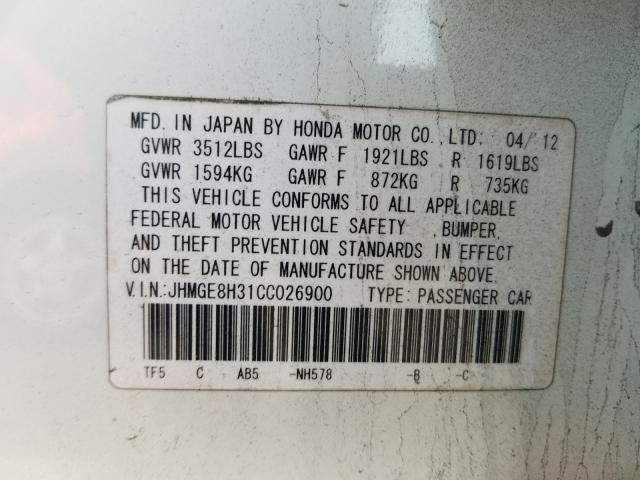 MFD. IN JAPAN BY HONDA MOTOR CO., LTD. 04/12
GVWR 3512LBS GAWR F 1921LBS R 1619LBS
GVWR 1594KG GAWR F 872KG R 735KG
THIS VEHICLE CONFORMS TO ALL APPLICABLE
FEDERAL MOTOR VEHICLE SAFETY ,BUMPER,
AND THEFT PREVENTION STANDARDS IN EFFECT
ON THE DATE OF MANUFACTURE SHOWN ABOVE.
V.I.N.:JHMGE8H31CC026900 TYPE: PASSENGER CAR
TF5 C AB5 -NH578 -B -C